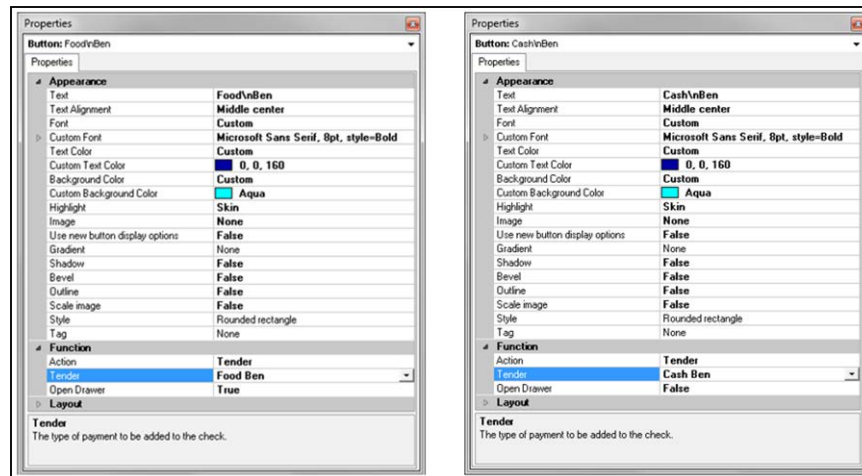 Properties
Button: Food\nBen
Properties
Appearance
Text Food\nBen
Text Alignment Middle center
Font Custom
Custom Font Microsoft Sans Serif, 8pt, style=Bold
Text Color Custom
Custom Text Color 0, 0, 160
Background Color Custom
Custom Background Color Aqua
Highlight Skin
Image None
Use new button display options False
Gradient None
Shadow False
Bevel False
Outline False
Scale image False
Style Rounded rectangle
Tag None
Function
Action Tender
Tender Food Ben
Open Drawer True
Layout
Tender
The type of payment to be added to the check.
Properties
Button: Cash\nBen
Properties
Appearance
Text Cash\nBen
Text Alignment Middle center
Font Custom
Custom Font Microsoft Sans Serif, 8pt, style=Bold
Text Color Custom
Custom Text Color 0, 0, 160
Background Color Custom
Custom Background Color Aqua
Highlight Skin
Image None
Use new button display options False
Gradient None
Shadow False
Bevel False
Outline False
Scale image False
Style Rounded rectangle
Tag None
Function
Action Tender
Tender Cash Ben
Open Drawer False
Layout
Tender
The type of payment to be added to the check.